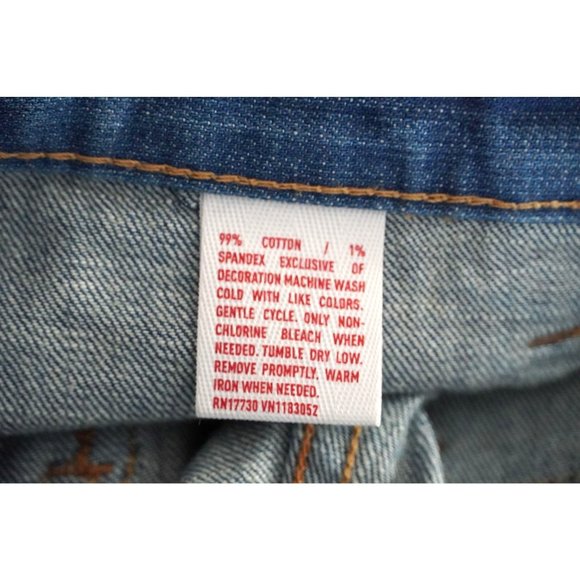 99% COTTON / 1%
SPANDEX EXCLUSIVE OF
DECORATION MACHINE WASH
COLD WITH LIKE COLORS.
GENTLE CYCLE. ONLY NON-
CHLORINE BLEACH WHEN
NEEDED. TUMBLE DRY LOW.
REMOVE PROMPTLY. WARM
IRON WHEN NEEDED.
RN17730 VN1183052